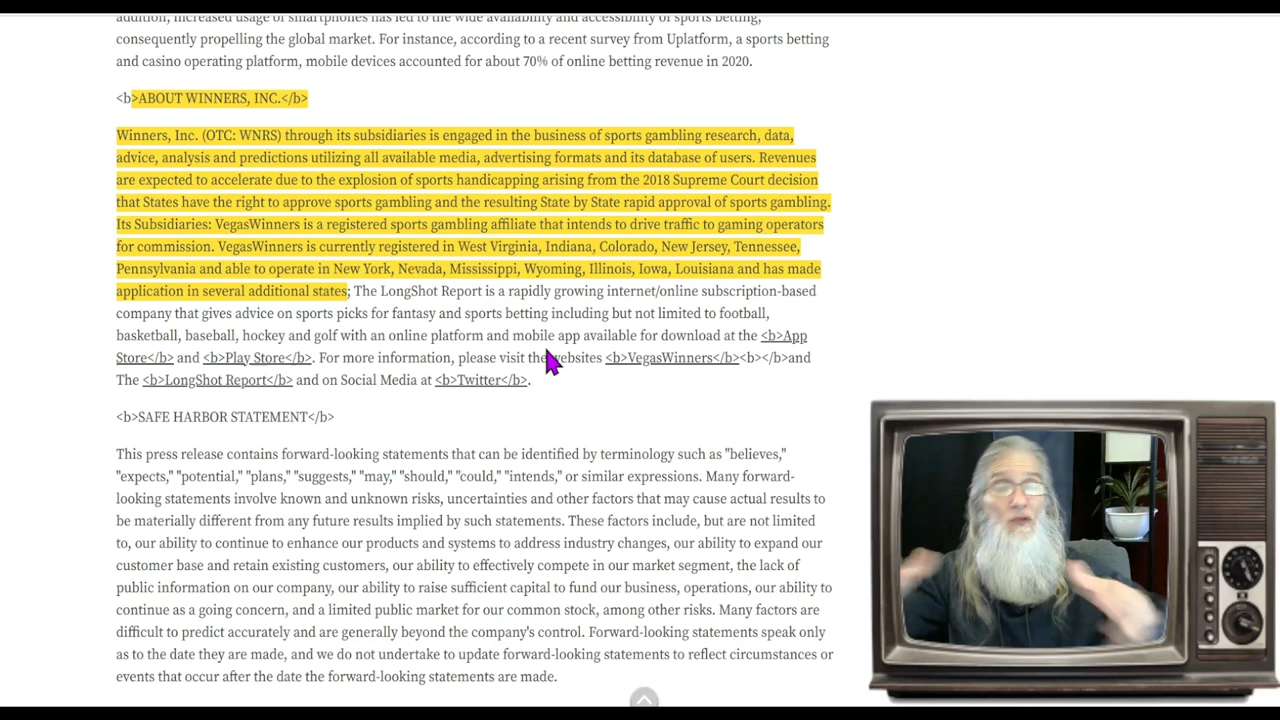 addition, increased usage of smartphones has led to the wide availability and accessibility of sports betting,
consequently propelling the global market. For instance, according to a recent survey from Uplatform, a sports betting
and casino operating platform, mobile devices accounted for about 70% of online betting revenue in 2020.
<b>ABOUT WINNERS, INC.</b>
Winners, Inc. (OTC: WNRS) through its subsidiaries is engaged in the business of sports gambling research, data,
advice, analysis and predictions utilizing all available media, advertising formats and its database of users. Revenues
are expected to accelerate due to the explosion of sports handicapping arising from the 2018 Supreme Court decision
that States have the right to approve sports gambling and the resulting State by State rapid approval of sports gambling.
Its Subsidiaries: VegasWinners is a registered sports gambling affiliate that intends to drive traffic to gaming operators
for commission. VegasWinners is currently registered in West Virginia, Indiana, Colorado, New Jersey, Tennessee,
Pennsylvania and able to operate in New York, Nevada, Mississippi, Wyoming, Illinois, Iowa, Louisiana and has made
application in several additional states; The LongShot Report is a rapidly growing internet/online subscription-based
company that gives advice on sports picks for fantasy and sports betting including but not limited to football,
basketball, baseball, hockey and golf with an online platform and mobile app available for download at the <b>App
Store</b> and <b>Play Store</b>. For more information, please visit the websites <b>VegasWinners</b><b></b>and
The <b>LongShot Report</b> and on Social Media at <b>Twitter</b>.
<b>SAFE HARBOR STATEMENT</b>
This press release contains forward-looking statements that can be identified by terminology such as "believes,"
"expects," "potential," "plans," "suggests," "may," "should," "could," "intends," or similar expressions. Many forward-
looking statements involve known and unknown risks, uncertainties and other factors that may cause actual results to
be materially different from any future results implied by such statements. These factors include, but are not limited
to, our ability to continue to enhance our products and systems to address industry changes, our ability to expand our
customer base and retain existing customers, our ability to effectively compete in our market segment, the lack of
public information on our company, our ability to raise sufficient capital to fund our business, operations, our ability to
continue as a going concern, and a limited public market for our common stock, among other risks. Many factors are
difficult to predict accurately and are generally beyond the company's control. Forward-looking statements speak only
as to the date they are made, and we do not undertake to update forward-looking statements to reflect circumstances or
events that occur after the date the forward-looking statements are made.